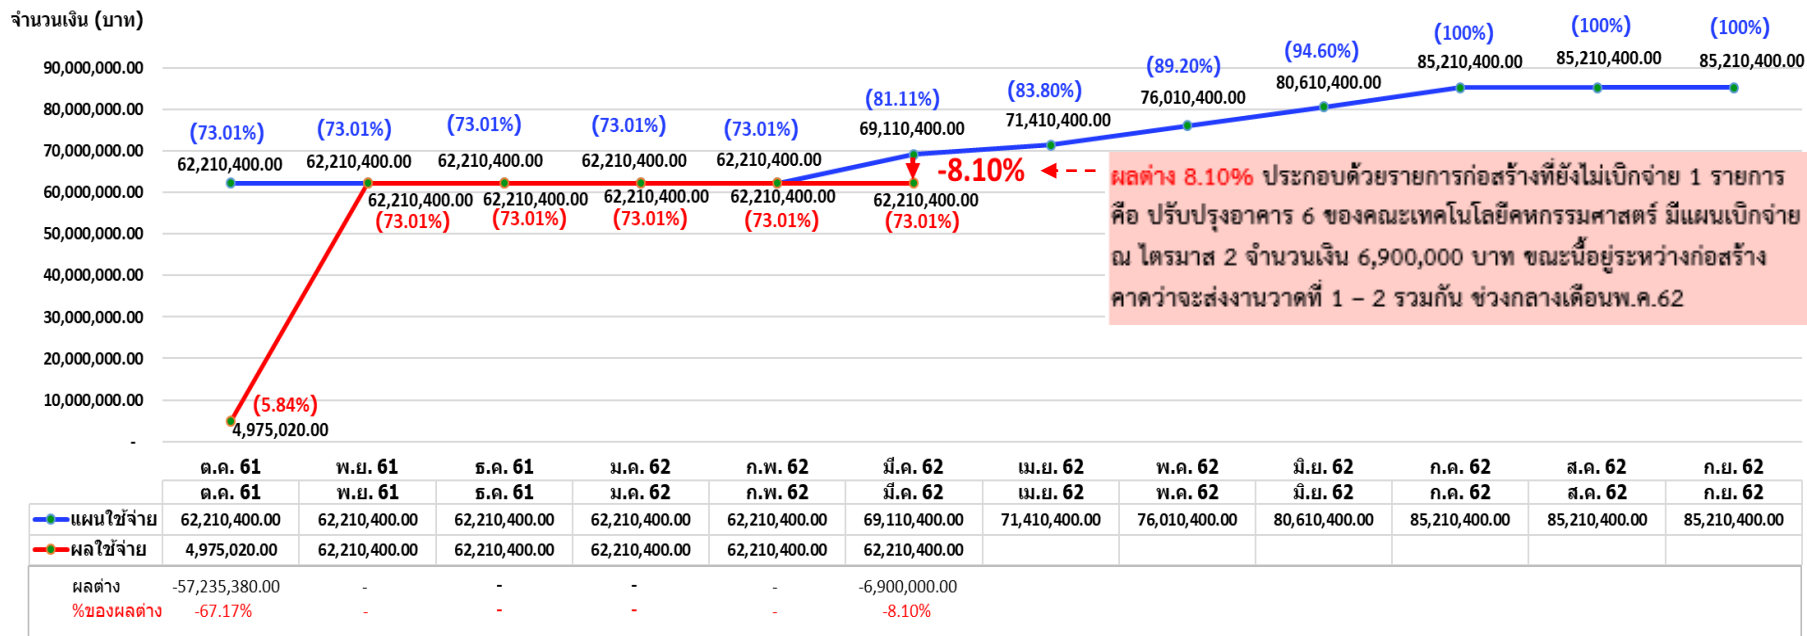 จำนวนเงิน (บาท)
(100%) (100%) (100%)
85,210,400.00 85,210,400.00 85,210,400.00
(94.60%)
80,610,400.00
(89.20%)
76,010,400.00
(83.80%)
71,410,400.00
(81.11%)
69,110,400.00
(73.01%) (73.01%) (73.01%) (73.01%) (73.01%)
62,210,400.00 62,210,400.00 62,210,400.00 62,210,400.00 62,210,400.00
90,000,000.00
80,000,000.00
70,000,000.00
60,000,000.00
50,000,000.00
40,000,000.00
30,000,000.00
20,000,000.00
10,000,000.00
-
-8.10%
62,210,400.00 62,210,400.00 62,210,400.00 62,210,400.00 62,210,400.00
(73.01%) (73.01%) (73.01%) (73.01%) (73.01%)
(5.84%)
4,975,020.00
ผลต่าง 8.10% ประกอบด้วยรายการก่อสร้างที่ยังไม่เบิกจ่าย 1 รายการ
คือ ปรับปรุงอาคาร 6 ของคณะเทคโนโลยีคหกรรมศาสตร์ มีแผนเบิกจ่าย
ณ ไตรมาส 2 จำนวนเงิน 6,900,000 บาท ขณะนี้อยู่ระหว่างก่อสร้าง
คาดว่าจะส่งงานวาดที่ 1 – 2 รวมกัน ช่วงกลางเดือนพ.ค.62
ต.ค. 61 พ.ย. 61 ธ.ค. 61 ม.ค. 62 ก.พ. 62 มี.ค. 62 เม.ย. 62 พ.ค. 62 มิ.ย. 62 ก.ค. 62 ส.ค. 62 ก.ย. 62
ต.ค. 61 พ.ย. 61 ธ.ค. 61 ม.ค. 62 ก.พ. 62 มี.ค. 62 เม.ย. 62 พ.ค. 62 มิ.ย. 62 ก.ค. 62 ส.ค. 62 ก.ย. 62
แผนใช้จ่าย 62,210,400.00 62,210,400.00 62,210,400.00 62,210,400.00 62,210,400.00 69,110,400.00 71,410,400.00 76,010,400.00 80,610,400.00 85,210,400.00 85,210,400.00 85,210,400.00
ผลใช้จ่าย 4,975,020.00 62,210,400.00 62,210,400.00 62,210,400.00 62,210,400.00 62,210,400.00
ผลต่าง -57,235,380.00 - - - - -6,900,000.00
%ของผลต่าง -67.17% - - - - -8.10%